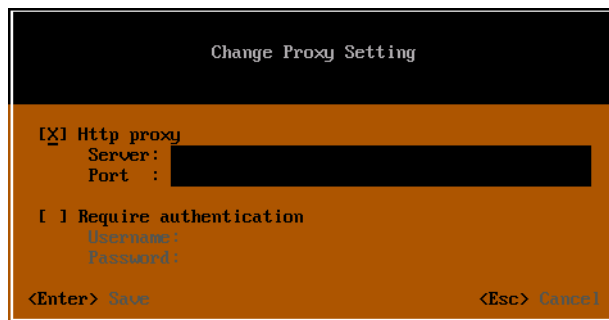 Change Proxy Setting
[X] Http proxy
Server:
Port :
[ ] Require authentication
Username:
Password:
<Enter> Save <Esc> Cancel